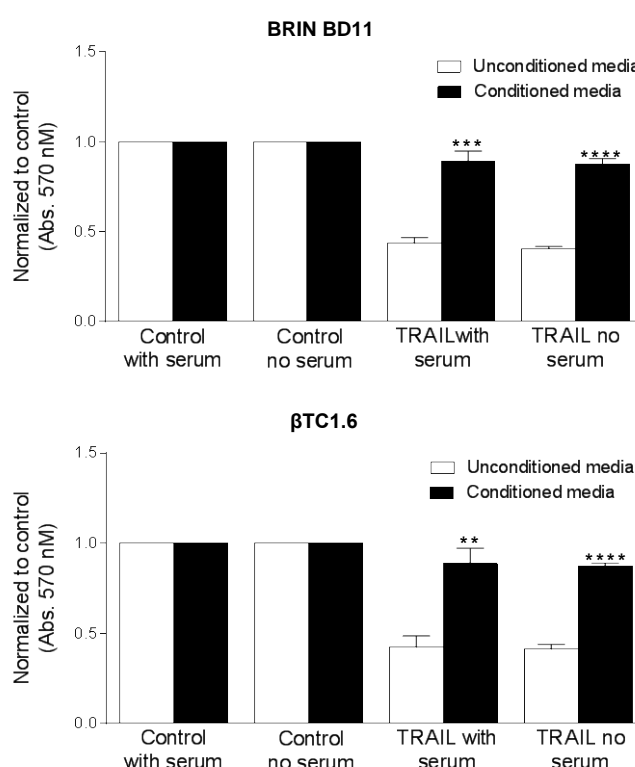 BRIN BD11
1.5
1.0
0.5
0.0
Normalized to control
(Abs. 570 nM)
Unconditioned media
Conditioned media
***
****
Control
with serum
Control
no serum
TRAILwith
serum
TRAIL no
serum
βTC1.6
1.5
1.0
0.5
0.0
Normalized to control
(Abs. 570 nM)
Unconditioned media
Conditioned media
**
****
Control
with serum
Control
no serum
TRAIL with
serum
TRAIL no
serum